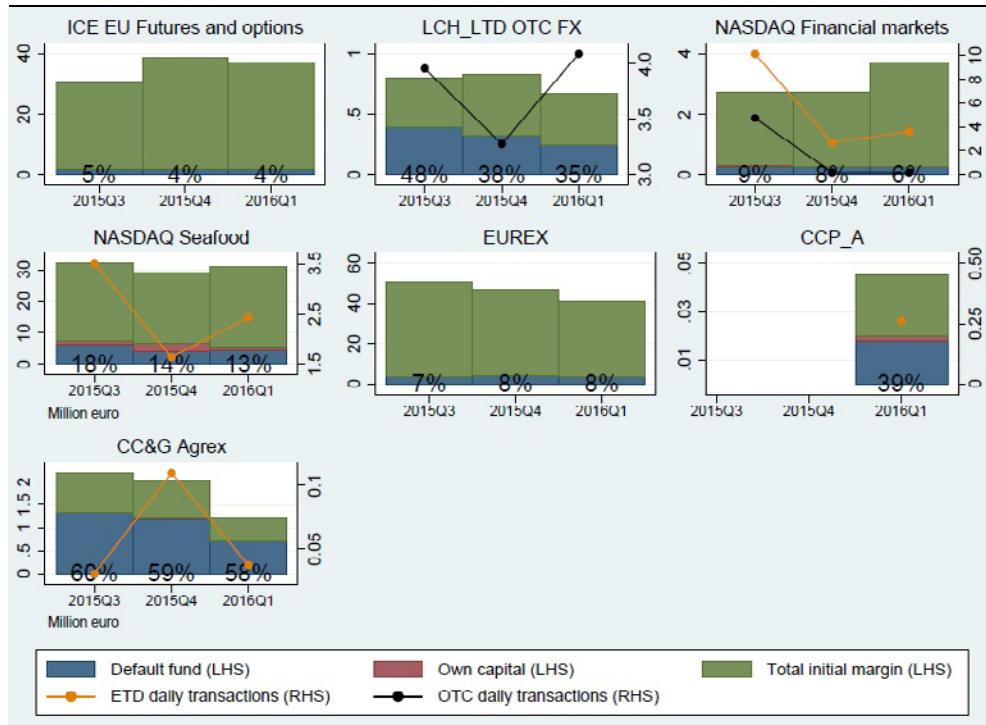 ICE EU Futures and options
40
20
0
5% 4% 4%
2015Q3 2015Q4 2016Q1
LCH_LTD OTC FX
1
.5
0
4.0
3.5
3.0
48% 38% 35%
2015Q3 2015Q4 2016Q1
NASDAQ Financial markets
4
2
0
10
8
6
4
2
0
9% 8% 6%
2015Q3 2015Q4 2016Q1
NASDAQ Seafood
30
20
10
0
3.5
2.5
1.5
18% 14% 13%
2015Q3 2015Q4 2016Q1
Million euro
EUREX
60
40
20
0
7% 8% 8%
2015Q3 2015Q4 2016Q1
CCP_A
.05
.03
.01
0.50
0.25
0
39%
2015Q3 2015Q4 2016Q1
CC&G Agrex
2
1.5
1
.5
0
0.1
0.05
60% 59% 58%
2015Q3 2015Q4 2016Q1
Million euro
Default fund (LHS) Own capital (LHS) Total initial margin (LHS)
ETD daily transactions (RHS) OTC daily transactions (RHS)